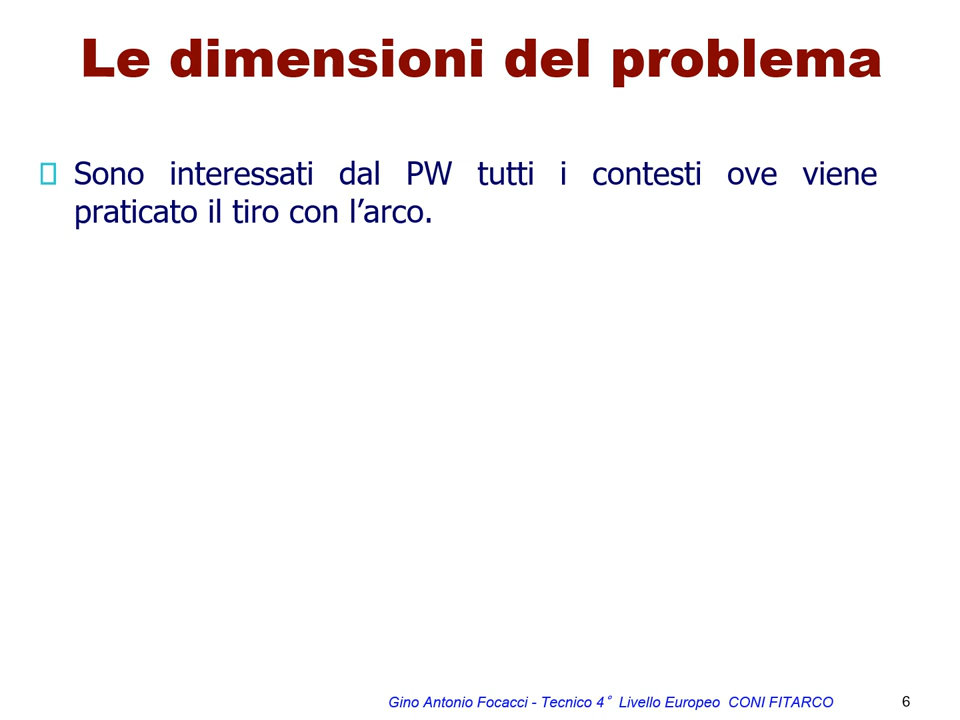 Le dimensioni del problema
Sono interessati dal PW tutti i contesti ove viene
praticato il tiro con l’arco.
Gino Antonio Focacci - Tecnico 4° Livello Europeo CONI FITARCO
6